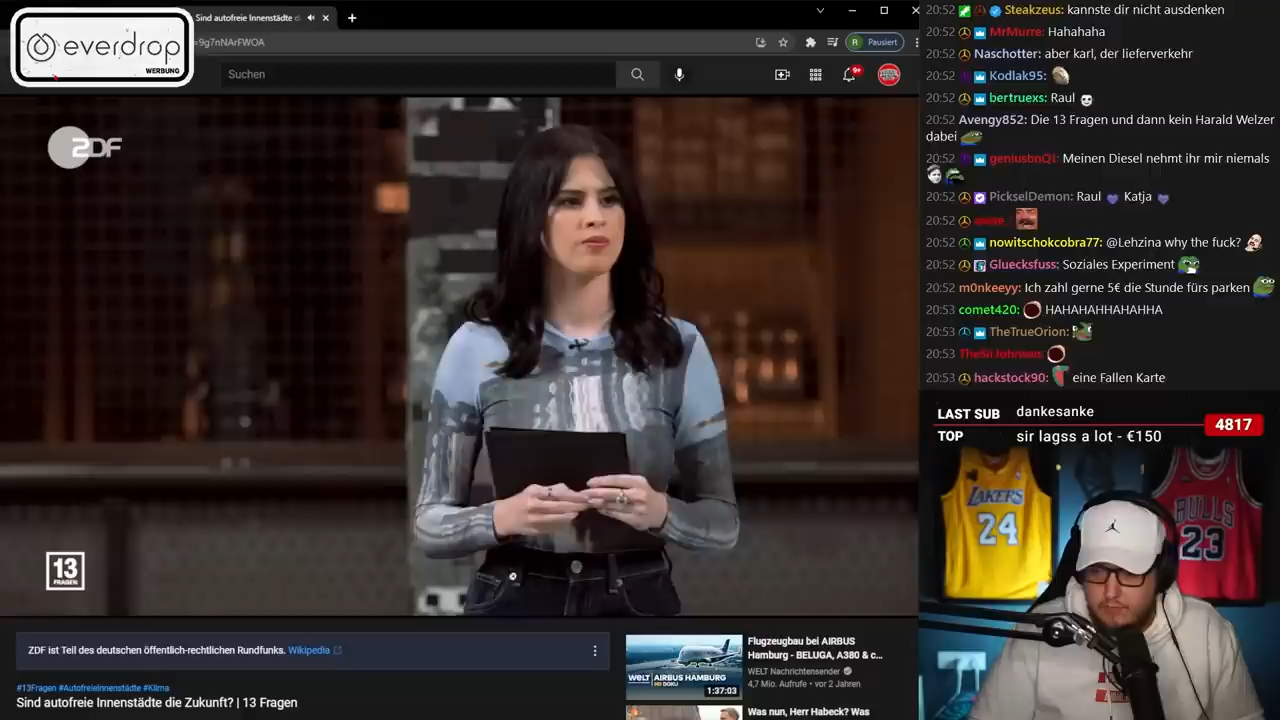 everdrop
WERBUNG
Sind autofreie Innenstädte d
=9g7nNArFWOA
R Pausiert
Suchen
9+
ZDF
13
FRAGEN
ZDF ist Teil des deutschen öffentlich-rechtlichen Rundfunks. Wikipedia
#13Fragen #AutofreieInnenstädte #Klima
Sind autofreie Innenstädte die Zukunft? | 13 Fragen
WELT AIRBUS HAMBURG
HD DOKU
1:37:03
Flugzeugbau bei AIRBUS
Hamburg - BELUGA, A380 & c...
WELT Nachrichtensender
4,7 Mio. Aufrufe • vor 2 Jahren
Was nun, Herr Habeck? Was
20:52 Steakzeus: kannste dir nicht ausdenken
20:52 MrMurre: Hahahaha
20:52 Naschotter: aber karl, der lieferverkehr
20:52 Kodlak95:
20:52 bertruexs: Raul
20:52 Avengy852: Die 13 Fragen und dann kein Harald Welzer
dabei
20:52 geniusbnQ!: Meinen Diesel nehmt ihr mir niemals
20:52 PickselDemon: Raul Katja
20:52
20:52 nowitschokcobra77: @Lehzina why the fuck?
20:52 Gluecksfuss: Soziales Experiment
20:52 m0nkeeyy: Ich zahl gerne 5€ die Stunde fürs parken
20:53 comet420: HAHAHAHHAHAHHA
20:53 TheTrueOrion:
20:53 TheSirJohnson:
20:53 hackstock90: eine Fallen Karte
LAST SUB dankesanke
4817
TOP sir lagss a lot - €150
LAKERS
24
BULLS
23